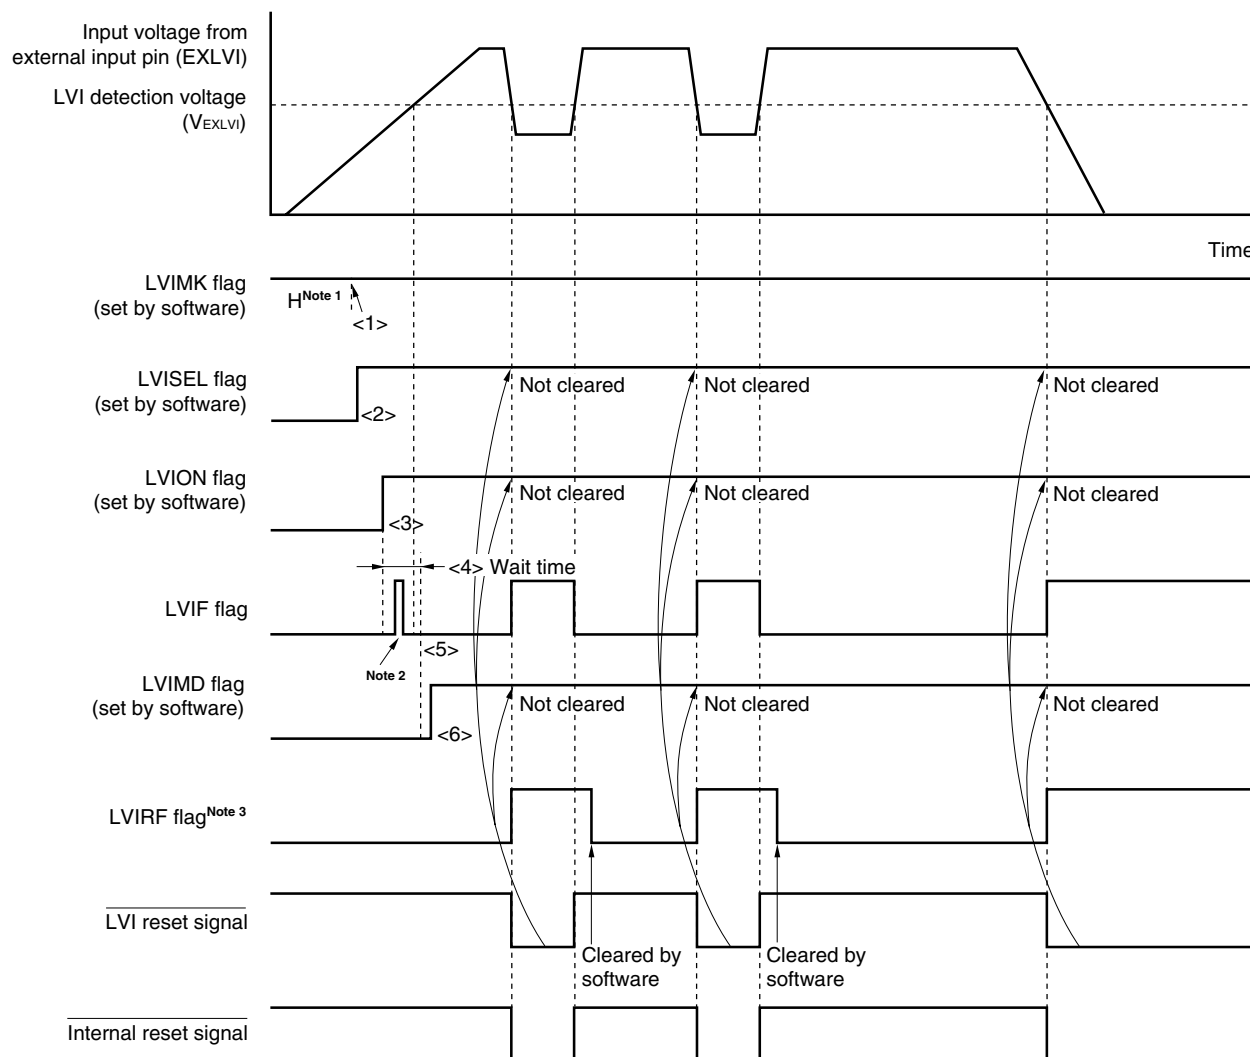 Input voltage from
external input pin (EXLVI)
LVI detection voltage
(VEXLVI)
Time
LVIMK flag
(set by software)
H Note 1
<1>
LVISEL flag
(set by software)
<2>
Not cleared
Not cleared
Not cleared
LVION flag
(set by software)
<3>
Not cleared
Not cleared
Not cleared
<4> Wait time
LVIF flag
Note 2
<5>
LVIMD flag
(set by software)
<6>
Not cleared
Not cleared
Not cleared
LVIRF flag Note 3
LVI reset signal
Cleared by
software
Cleared by
software
Internal reset signal